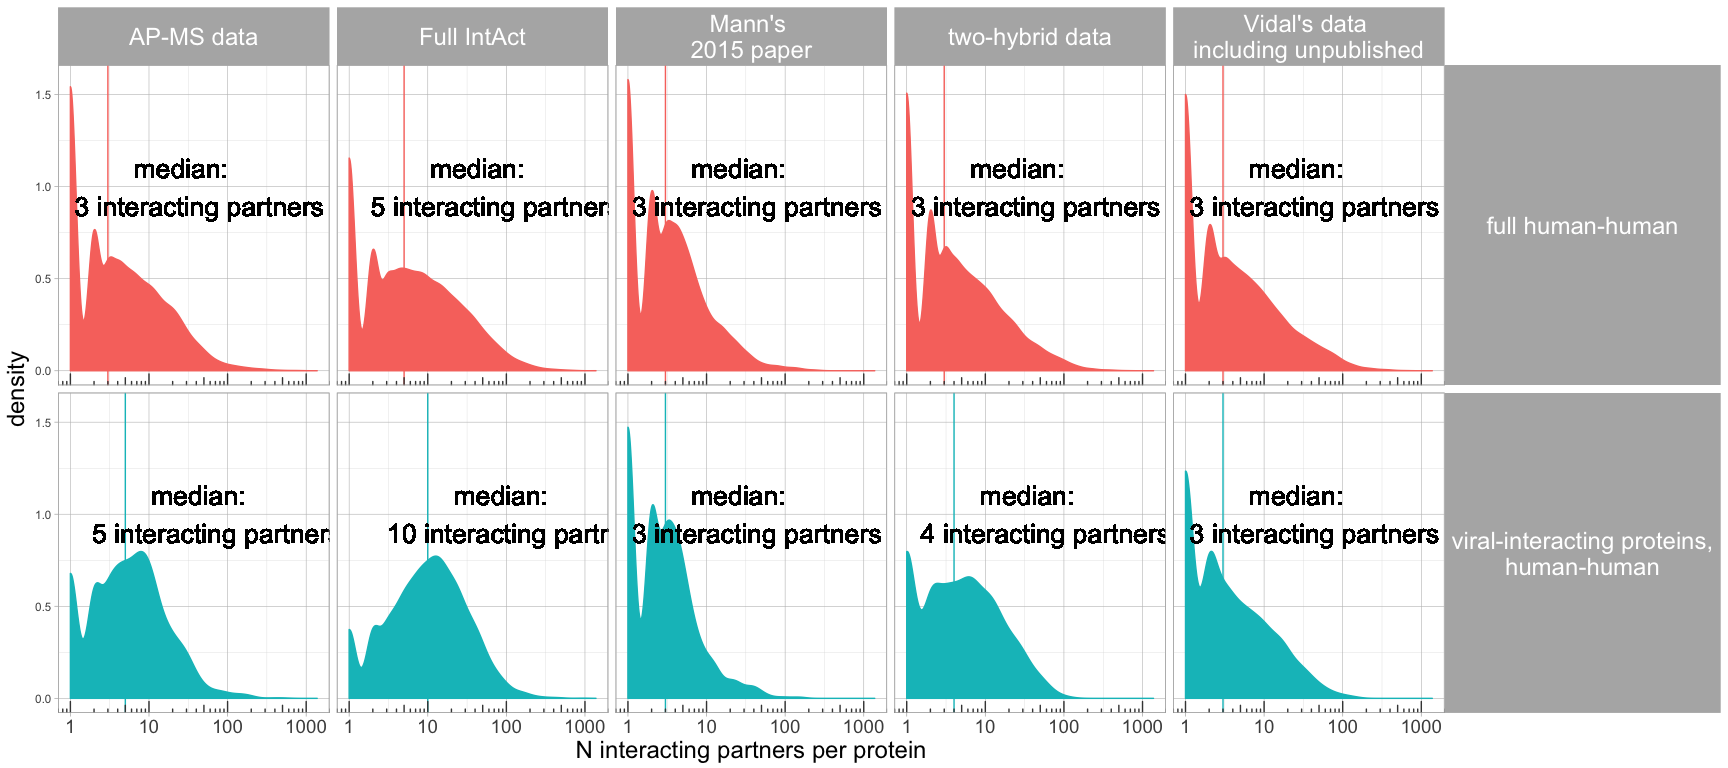 AP-MS data
Full IntAct
Mann's
2015 paper
two-hybrid data
Vidal's data
including unpublished
density
1.5
1.0
0.5
0.0
median:
3 interacting partners
median:
5 interacting partners
median:
3 interacting partners
median:
3 interacting partners
median:
3 interacting partners
full human-human
1.5
1.0
0.5
0.0
median:
5 interacting partners
median:
10 interacting partr
median:
3 interacting partners
median:
4 interacting partners
median:
3 interacting partners
viral-interacting proteins,
human-human
1 10 100 1000
1 10 100 1000
1 10 100 1000
1 10 100 1000
1 10 100 1000
N interacting partners per protein